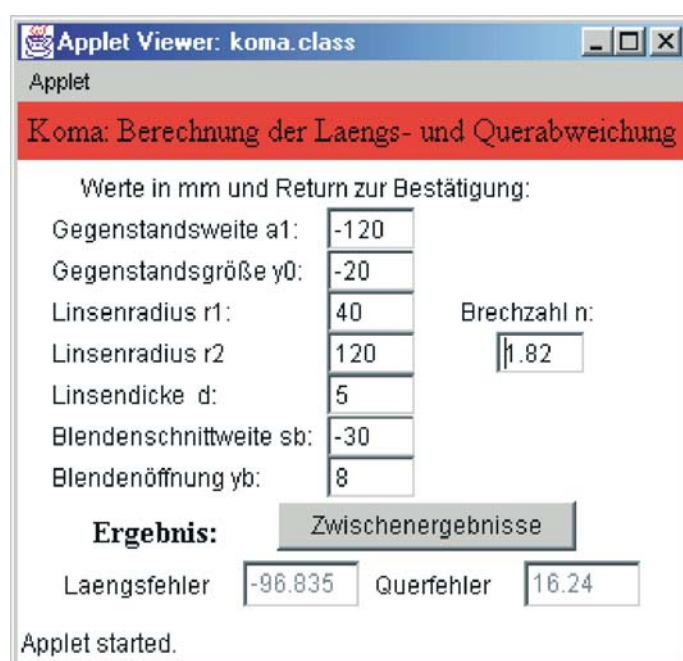 Applet Viewer: koma.class
Applet
Koma: Berechnung der Laengs- und Querabweichung
Werte in mm und Return zur Bestätigung:
Gegenstandsweite a1: -120
Gegenstandsgröße y0: -20
Linsenradius r1: 40 Brechzahl n:
Linsenradius r2 120 1.82
Linsendicke d: 5
Blendenschnittweite sb: -30
Blendenöffnung yb: 8
Ergebnis: Zwischenergebnisse
Laengsfehler -96.835 Querfehler 16.24
Applet started.